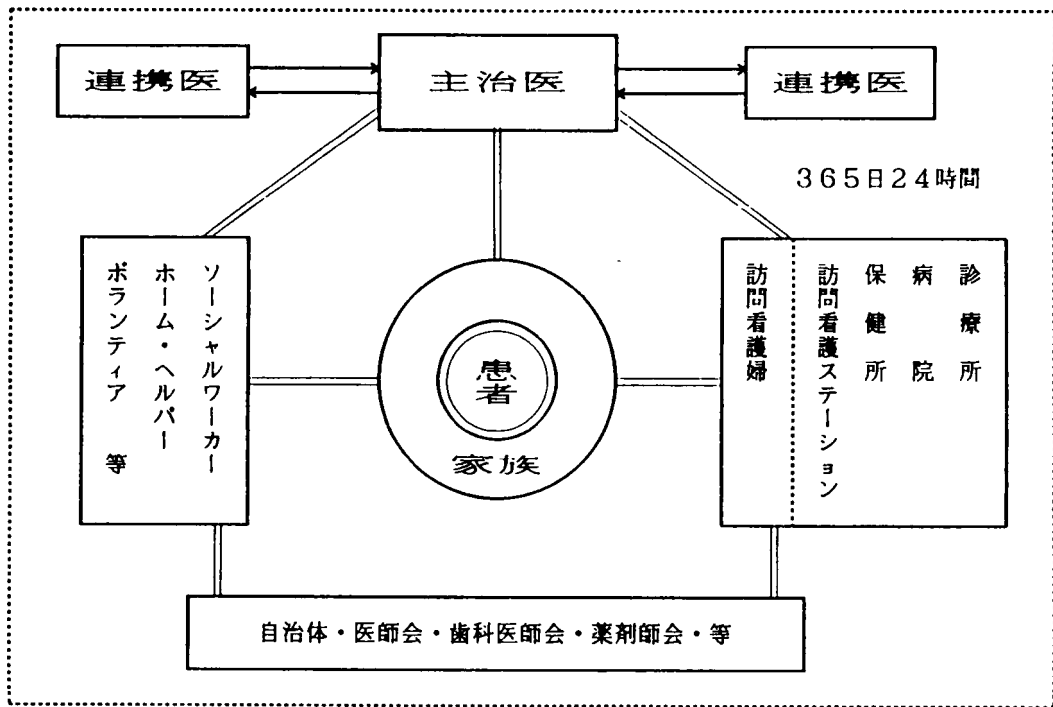 連携医
主治医
連携医
365日24時間
ソーシャルワーカー
ホーム・ヘルパー
ボランティア 等
患者
家族
診療所
病院
保健所
訪問看護ステーション
訪問看護婦
自治体・医師会・歯科医師会・薬剤師会・等